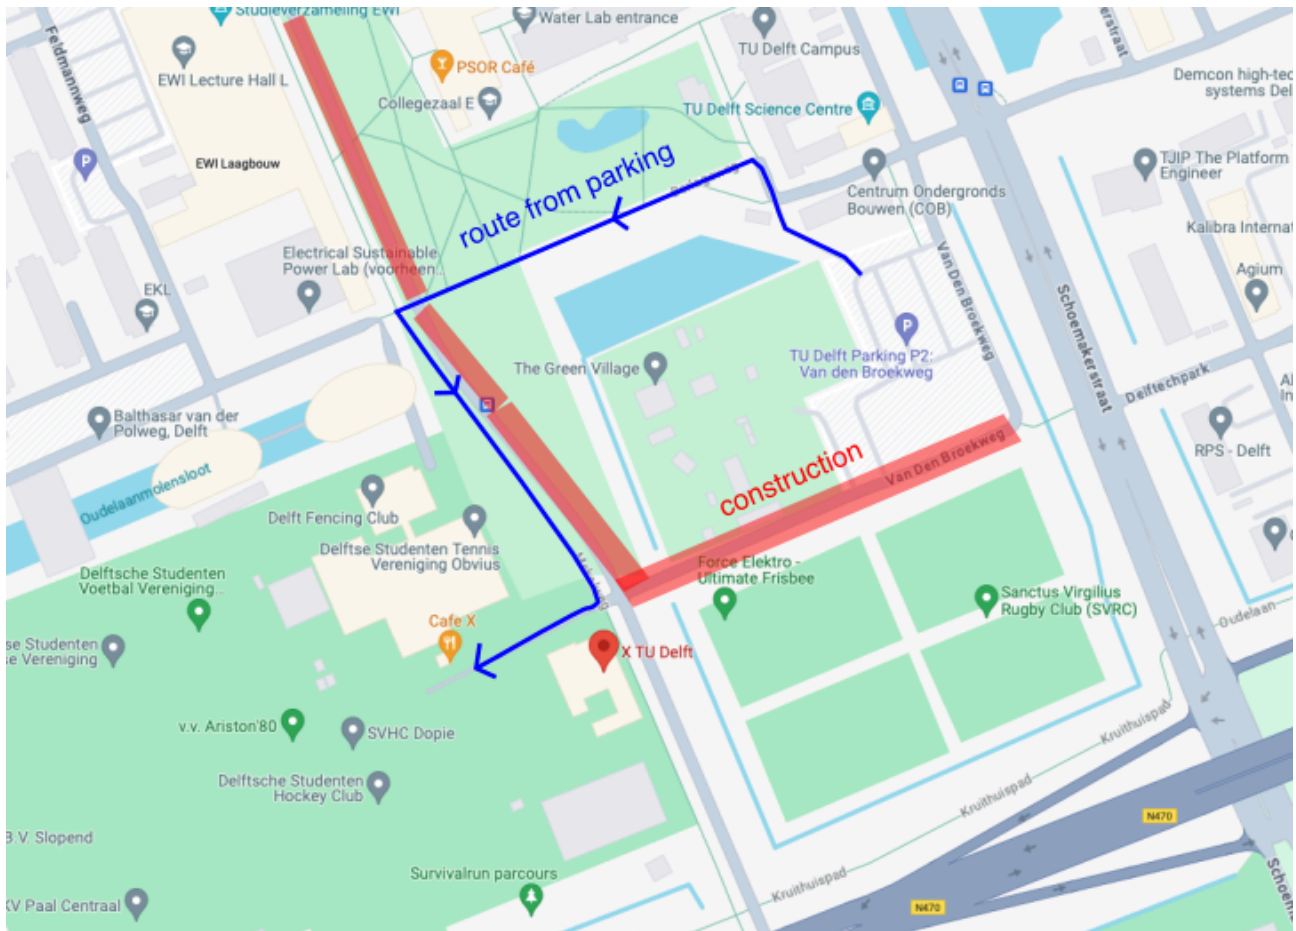 Studieverzameling EWI
Water Lab entrance
Feldmannweg
EWI Lecture Hall L
PSOR Café
TU Delft Campus
Collegezaal E
TU Delft Science Centre
Demcon high-tec
systems Del
EWI Laagbouw
P
route from parking
TJIP The Platform
Engineer
Centrum Ondergronds
Bouwen (COB)
Kalibra Internat
Electrical Sustainable
Power Lab (voorheen...
Van Den Broekweg
Agium
EKL
Schoemakerstraat
P
The Green Village
TU Delft Parking P2:
Van den Broekweg
Delftechpark
Balthasar van der
Polweg, Delft
RPS - Delft
construction
Van Den Broekweg
Oudelaanmolensloot
Delft Fencing Club
Delftse Studenten Tennis
Vereniging Obvius
Force Elektro -
Ultimate Frisbee
Delftsche Studenten
Voetbal Vereniging...
Sanctus Virgilius
Rugby Club (SVRC)
Oudelaan
Cafe X
se Studenten
se Vereniging
X TU Delft
v.v. Ariston'80
SVHC Dopie
Kruithuispad
Delftsche Studenten
Hockey Club
Kruithuispad
N470
B.V. Slopend
Survivalrun parcours
Kruithuispad
KV Paal Centraal
N470